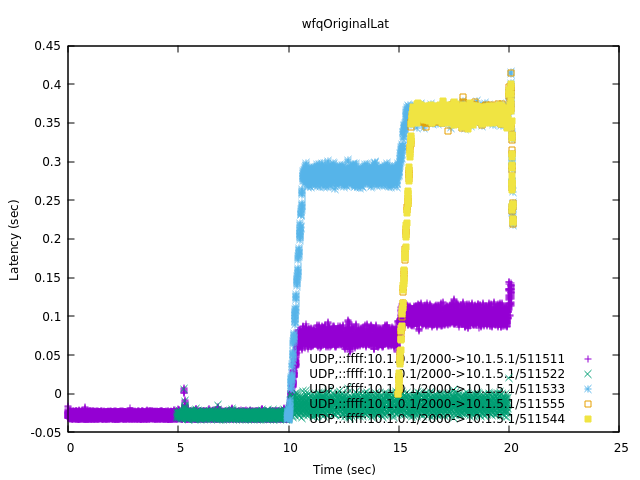 wfqOriginalLat
0.45
0.4
0.35
0.3
0.25
0.2
0.15
0.1
0.05
0
-0.05
Latency (sec)
UDP,::ffff:10.1.0.1/2000->10.1.5.1/511511
UDP,::ffff:10.1.0.1/2000->10.1.5.1/511522
UDP,::ffff:10.1.0.1/2000->10.1.5.1/511533
UDP,::ffff:10.1.0.1/2000->10.1.5.1/511555
UDP,::ffff:10.1.0.1/2000->10.1.5.1/511544
0 5 10 15 20 25
Time (sec)